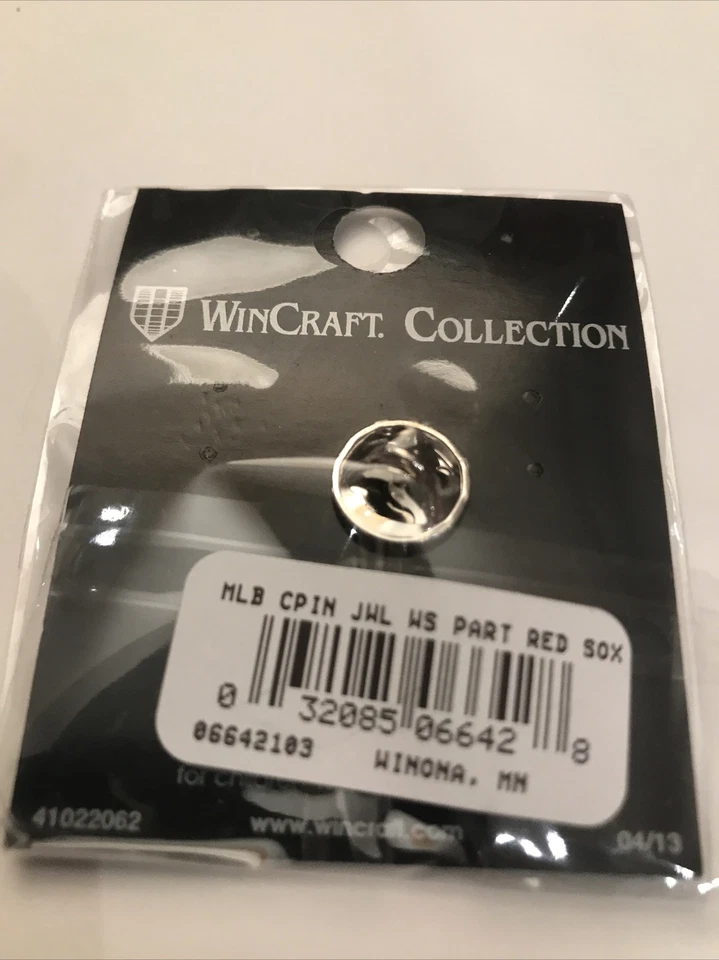 WINCRAFT. COLLECTION
MLB CPIN JWL WS PART RED SOX
0 32085 06642 8
06642103 WINONA, MN
for
41022062 www.wincraft.com 04/13